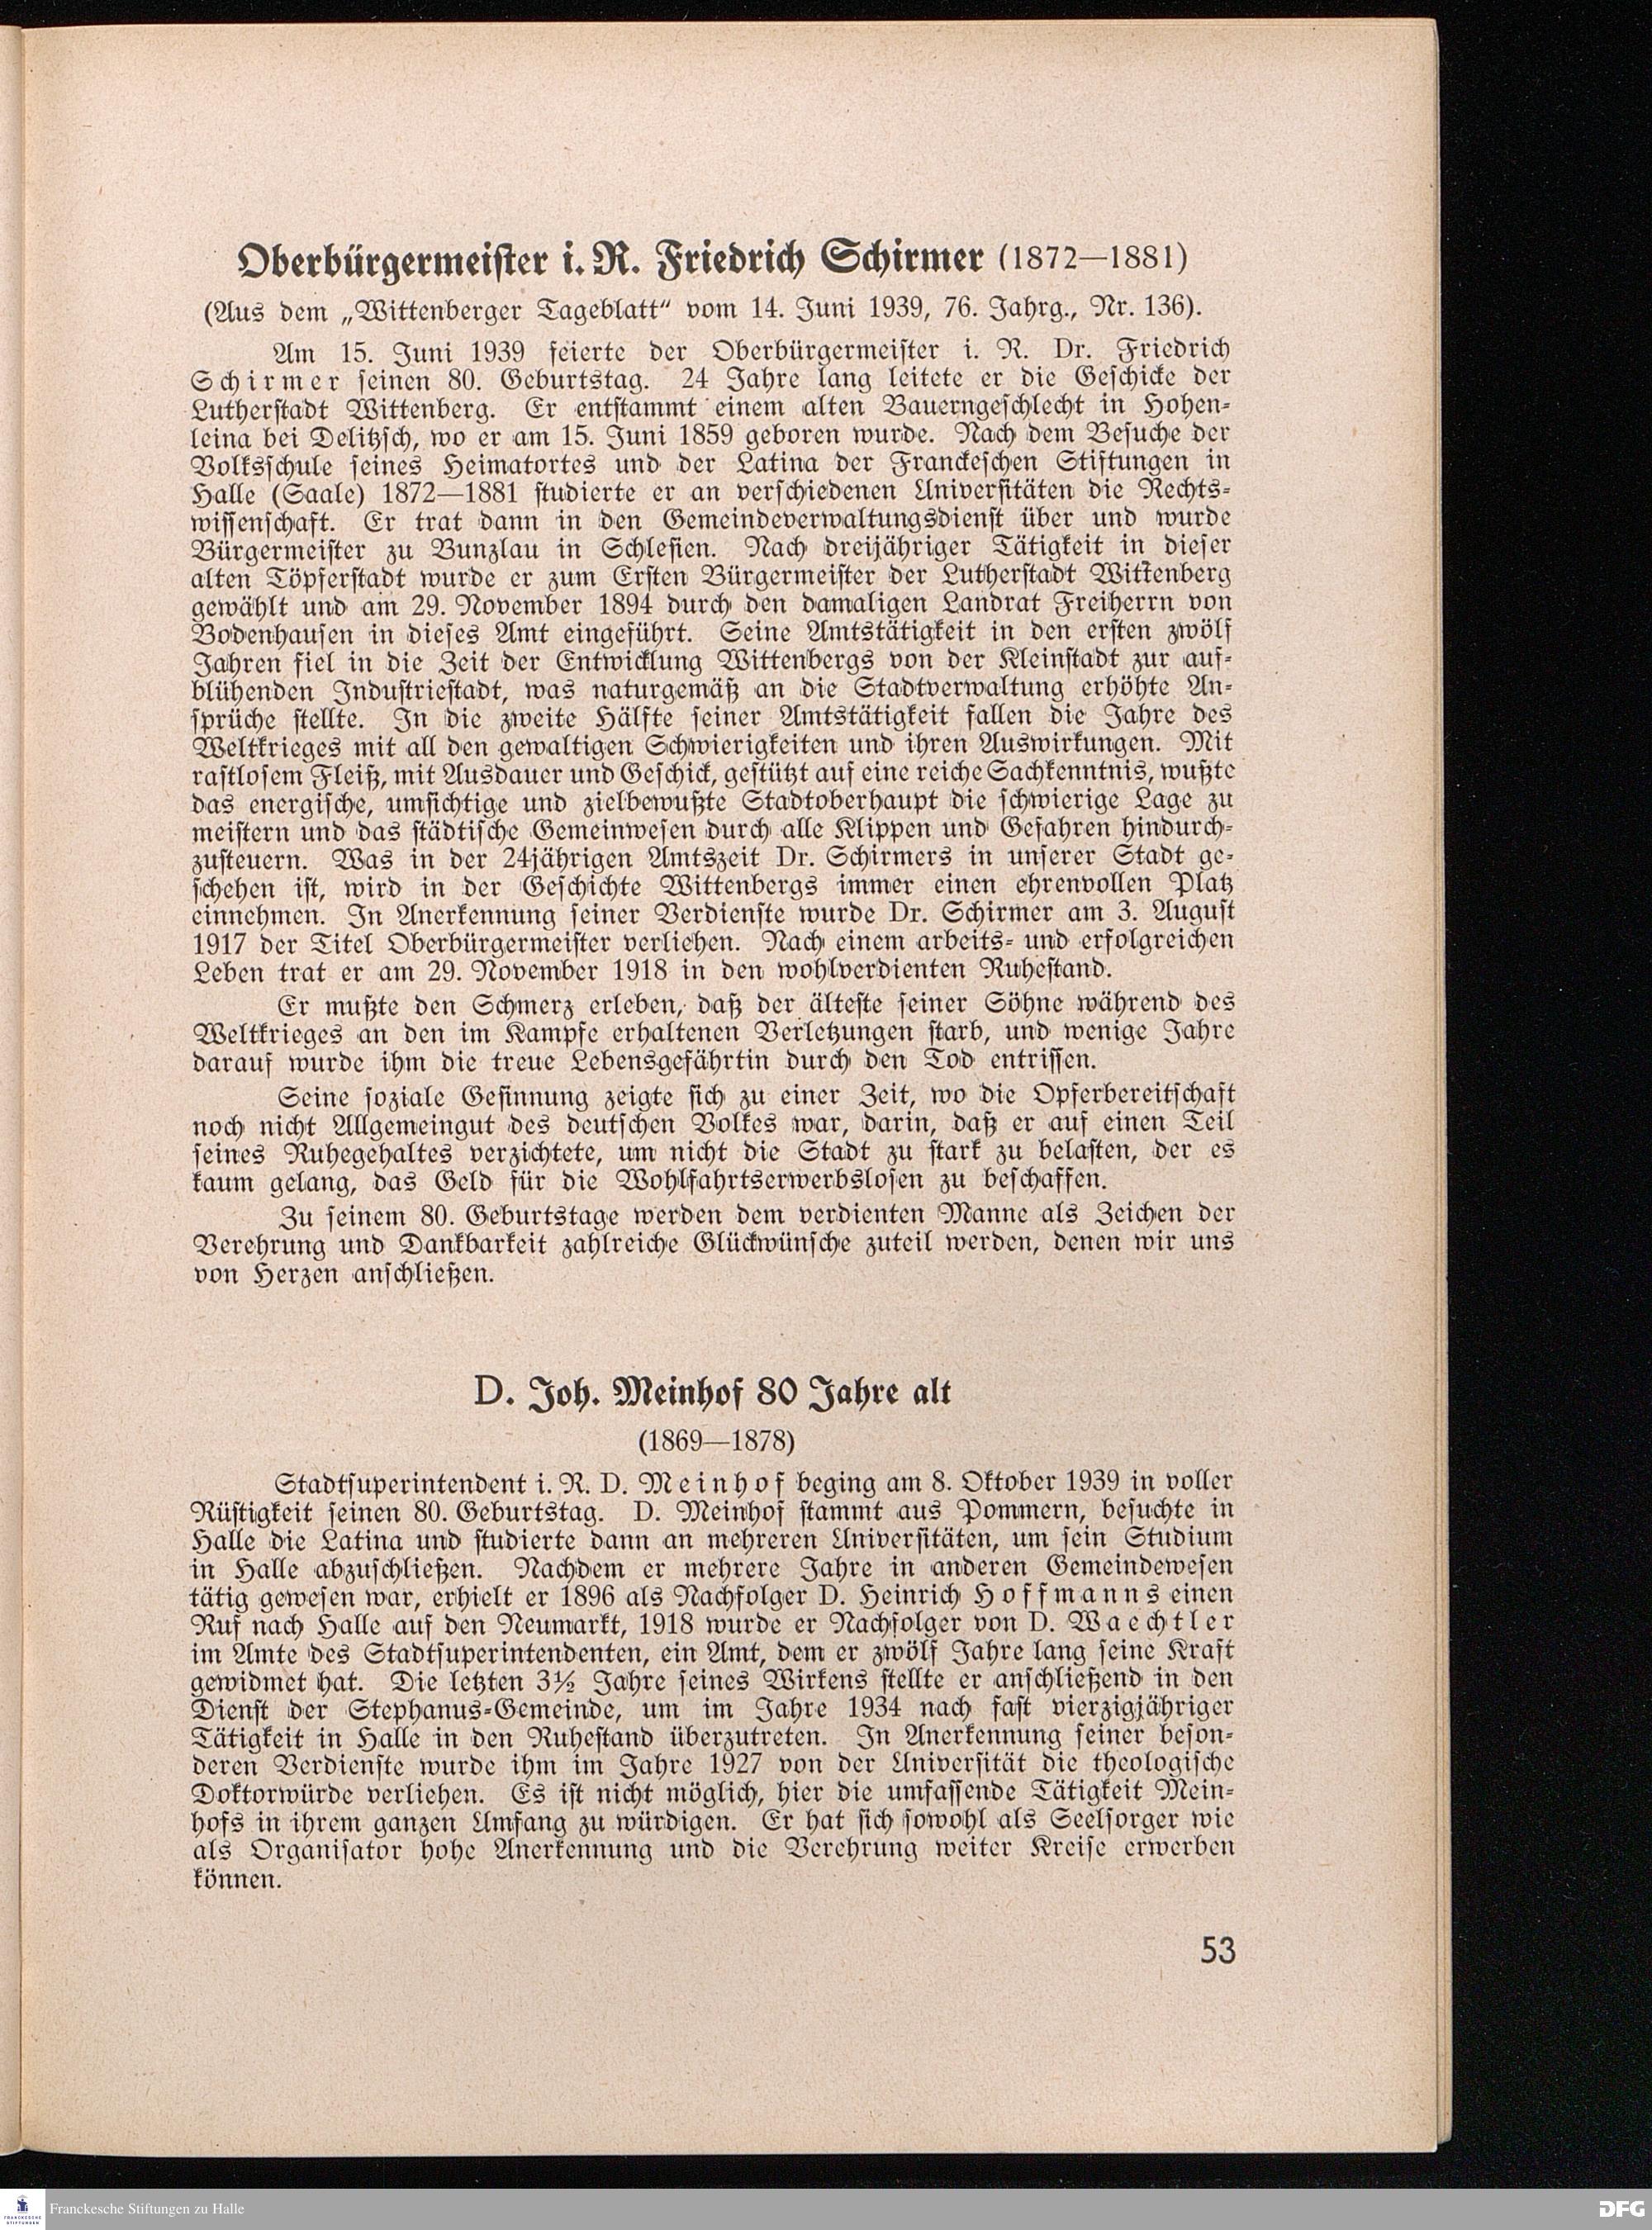 Oberbürgermeister i. R. Friedrich Schirmer (1872—1881)
(Aus dem „Wittenberger Tageblatt“ vom 14. Juni 1939, 76. Jahrg., Nr. 136).
Am 15. Juni 1939 feierte der Oberbürgermeister i. R. Dr. Friedrich
Schirmer seinen 80. Geburtstag. 24 Jahre lang leitete er die Geschicke der
Lutherstadt Wittenberg. Er entstammt einem alten Bauerngeschlecht in Hohen-
leina bei Delitzsch, wo er am 15. Juni 1859 geboren wurde. Nach dem Besuche der
Volksschule seines Heimatortes und der Latina der Franckeschen Stiftungen in
Halle (Saale) 1872—1881 studierte er an verschiedenen Universitäten die Rechts-
wissenschaft. Er trat dann in den Gemeindeverwaltungsdienst über und wurde
Bürgermeister zu Bunzlau in Schlesien. Nach dreijähriger Tätigkeit in dieser
alten Töpferstadt wurde er zum Ersten Bürgermeister der Lutherstadt Wittenberg
gewählt und am 29. November 1894 durch den damaligen Landrat Freiherrn von
Bodenhausen in dieses Amt eingeführt. Seine Amtstätigkeit in den ersten zwölf
Jahren fiel in die Zeit der Entwicklung Wittenbergs von der Kleinstadt zur auf-
blühenden Industriestadt, was naturgemäß an die Stadtverwaltung erhöhte An-
sprüche stellte. In die zweite Hälfte seiner Amtstätigkeit fallen die Jahre des
Weltkrieges mit all den gewaltigen Schwierigkeiten und ihren Auswirkungen. Mit
rastlosem Fleiß, mit Ausdauer und Geschick, gestützt auf eine reiche Sachkenntnis, wußte
das energische, umsichtige und zielbewußte Stadtoberhaupt die schwierige Lage zu
meistern und das städtische Gemeinwesen durch alle Klippen und Gefahren hindurch-
zusteuern. Was in der 24jährigen Amtszeit Dr. Schirmers in unserer Stadt ge-
schehen ist, wird in der Geschichte Wittenbergs immer einen ehrenvollen Platz
einnehmen. In Anerkennung seiner Verdienste wurde Dr. Schirmer am 3. August
1917 der Titel Oberbürgermeister verliehen. Nach einem arbeits- und erfolgreichen
Leben trat er am 29. November 1918 in den wohlverdienten Ruhestand.
Er mußte den Schmerz erleben, daß der älteste seiner Söhne während des
Weltkrieges an den im Kampfe erhaltenen Verletzungen starb, und wenige Jahre
darauf wurde ihm die treue Lebensgefährtin durch den Tod entrissen.
Seine soziale Gesinnung zeigte sich zu einer Zeit, wo die Opferbereitschaft
noch nicht Allgemeingut des deutschen Volkes war, darin, daß er auf einen Teil
seines Ruhegehaltes verzichtete, um nicht die Stadt zu stark zu belasten, der es
kaum gelang, das Geld für die Wohlfahrtserwerbslosen zu beschaffen.
Zu seinem 80. Geburtstage werden dem verdienten Manne als Zeichen der
Verehrung und Dankbarkeit zahlreiche Glückwünsche zuteil werden, denen wir uns
von Herzen anschließen.
D. Joh. Meinhof 80 Jahre alt
(1869—1878)
Stadtsuperintendent i. R. D. Meinhof beging am 8. Oktober 1939 in voller
Rüstigkeit seinen 80. Geburtstag. D. Meinhof stammt aus Pommern, besuchte in
Halle die Latina und studierte dann an mehreren Universitäten, um sein Studium
in Halle abzuschließen. Nachdem er mehrere Jahre in anderen Gemeindewesen
tätig gewesen war, erhielt er 1896 als Nachfolger D. Heinrich Hoffmanns einen
Ruf nach Halle auf den Neumarkt, 1918 wurde er Nachfolger von D. Waechtler
im Amte des Stadtsuperintendenten, ein Amt, dem er zwölf Jahre lang seine Kraft
gewidmet hat. Die letzten 3½ Jahre seines Wirkens stellte er anschließend in den
Dienst der Stephanus-Gemeinde, um im Jahre 1934 nach fast vierzigjähriger
Tätigkeit in Halle in den Ruhestand überzutreten. In Anerkennung seiner beson-
deren Verdienste wurde ihm im Jahre 1927 von der Universität die theologische
Doktorwürde verliehen. Es ist nicht möglich, hier die umfassende Tätigkeit Mein-
hofs in ihrem ganzen Umfang zu würdigen. Er hat sich sowohl als Seelsorger wie
als Organisator hohe Anerkennung und die Verehrung weiter Kreise erwerben
können.
53
FRANCKESCHE
STIFTUNGEN
Franckesche Stiftungen zu Halle
DFG